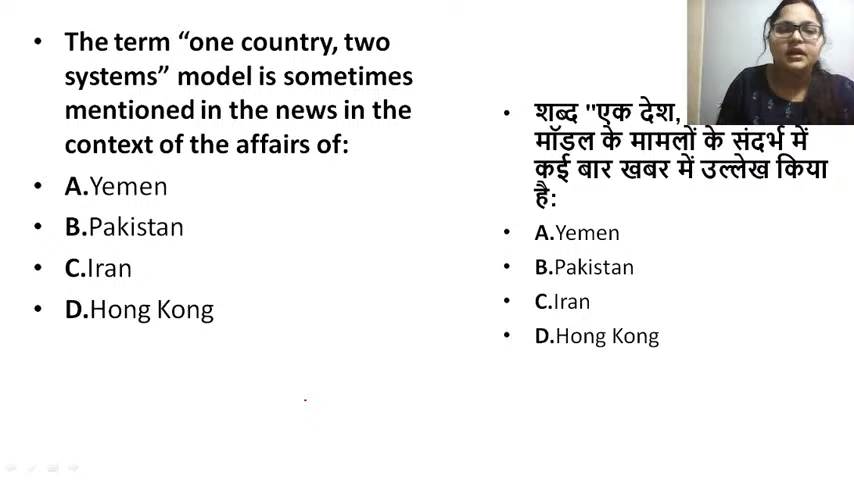 • The term “one country, two
systems” model is sometimes
mentioned in the news in the
context of the affairs of:
• A.Yemen
• B.Pakistan
• C.Iran
• D.Hong Kong
• शब्द "एक देश,
मॉडल के मामलों के संदर्भ में
कई बार खबर में उल्लेख किया
है:
• A.Yemen
• B.Pakistan
• C.Iran
• D.Hong Kong